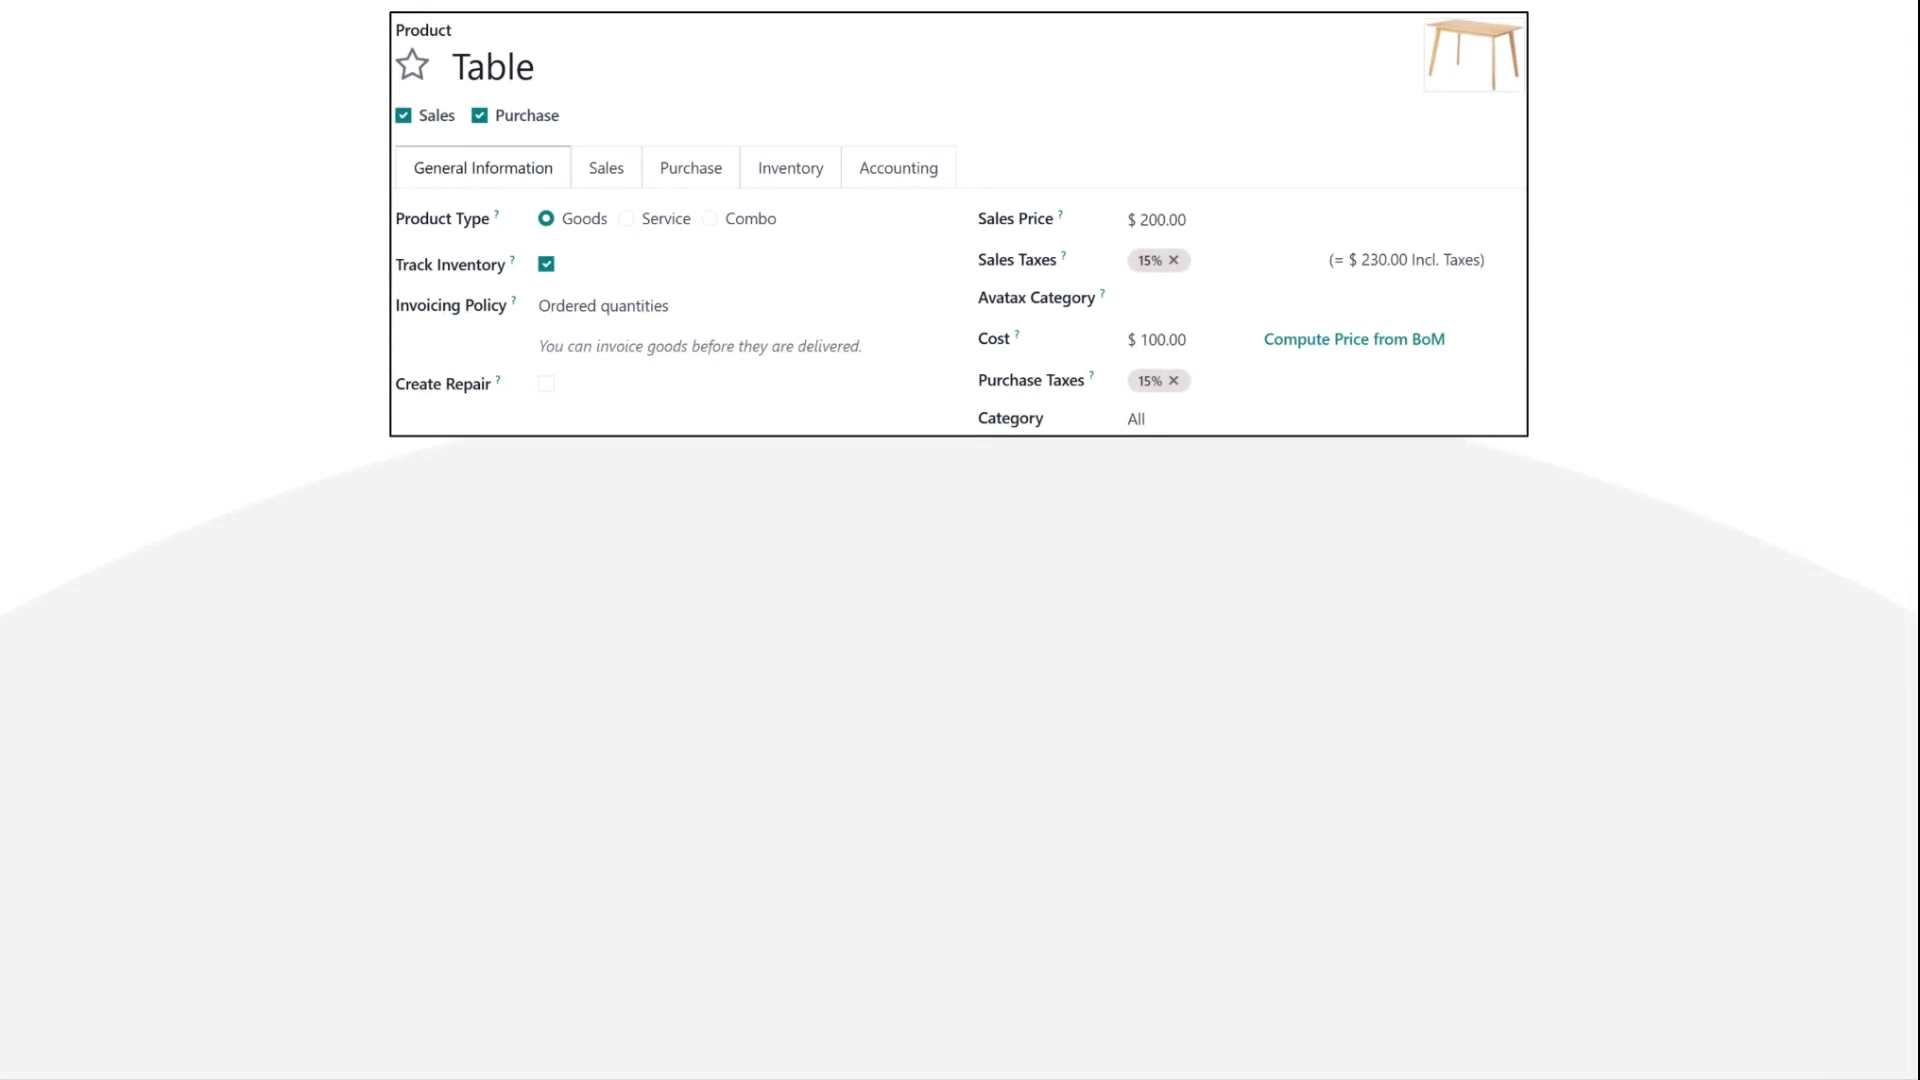 Product
Table
Sales Purchase
General Information Sales Purchase Inventory Accounting
Product Type ? Goods Service Combo
Track Inventory ?
Invoicing Policy ? Ordered quantities
You can invoice goods before they are delivered.
Create Repair ?
Sales Price ? $ 200.00
Sales Taxes ? 15% ✕ (= $ 230.00 Incl. Taxes)
Avatax Category ?
Cost ? $ 100.00 Compute Price from BoM
Purchase Taxes ? 15% ✕
Category All